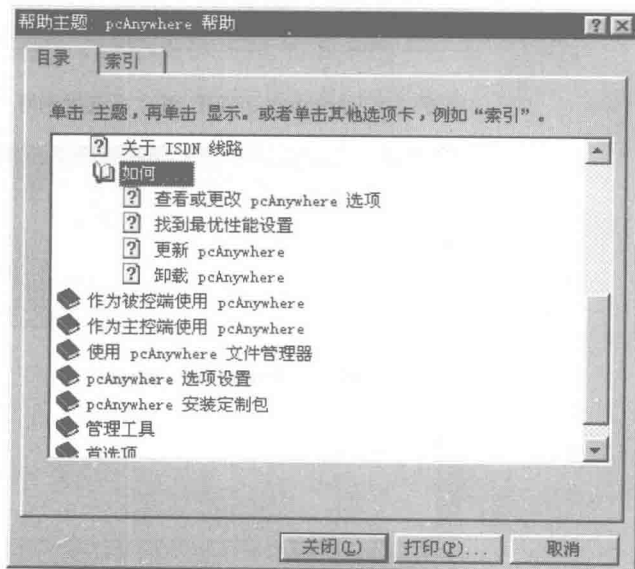 帮助主题 pcAnywhere 帮助
目录 索引
单击 主题，再单击 显示。或者单击其他选项卡，例如“索引”。
关于 ISDN 线路
如何...
查看或更改 pcAnywhere 选项
找到最优性能设置
更新 pcAnywhere
卸载 pcAnywhere
作为被控端使用 pcAnywhere
作为主控端使用 pcAnywhere
使用 pcAnywhere 文件管理器
pcAnywhere 选项设置
pcAnywhere 安装定制包
管理工具
首选项
关闭(L) 打印(P)... 取消